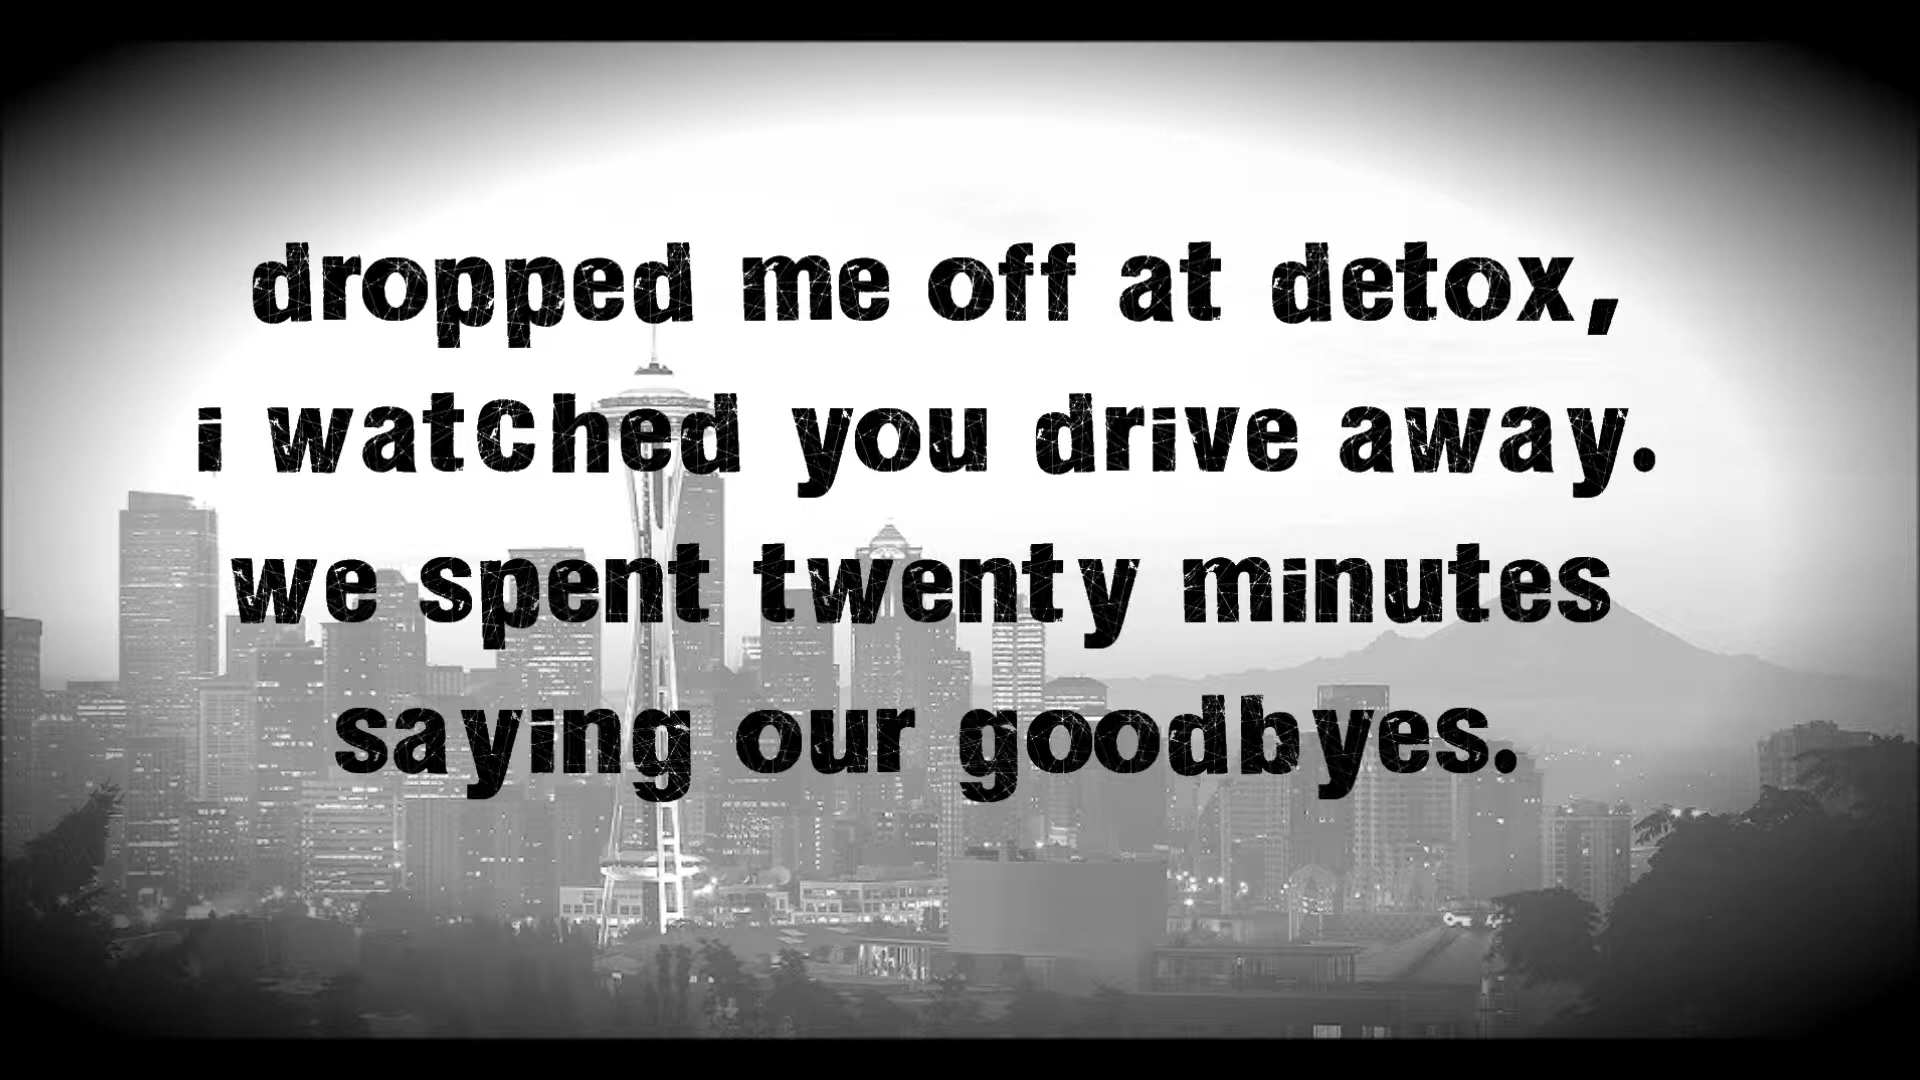 dropped me off at detox,
i watched you drive away.
we spent twenty minutes
saying our goodbyes.